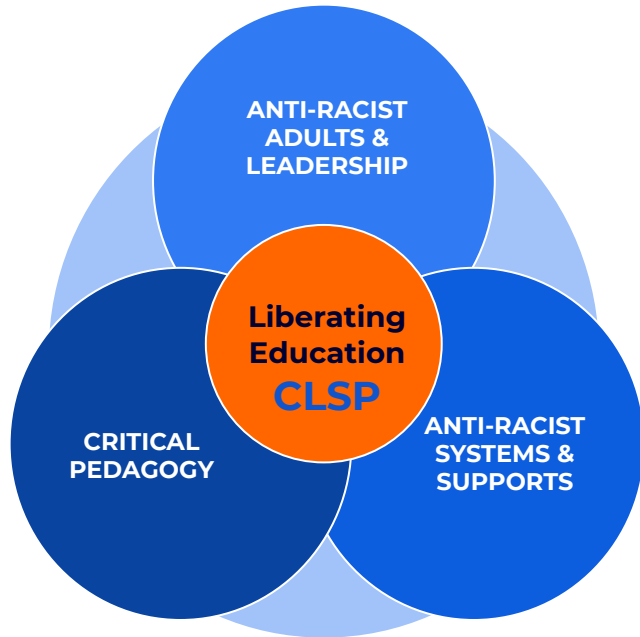 ANTI-RACIST
ADULTS &
LEADERSHIP
Liberating
Education
CLSP
CRITICAL
PEDAGOGY
ANTI-RACIST
SYSTEMS &
SUPPORTS